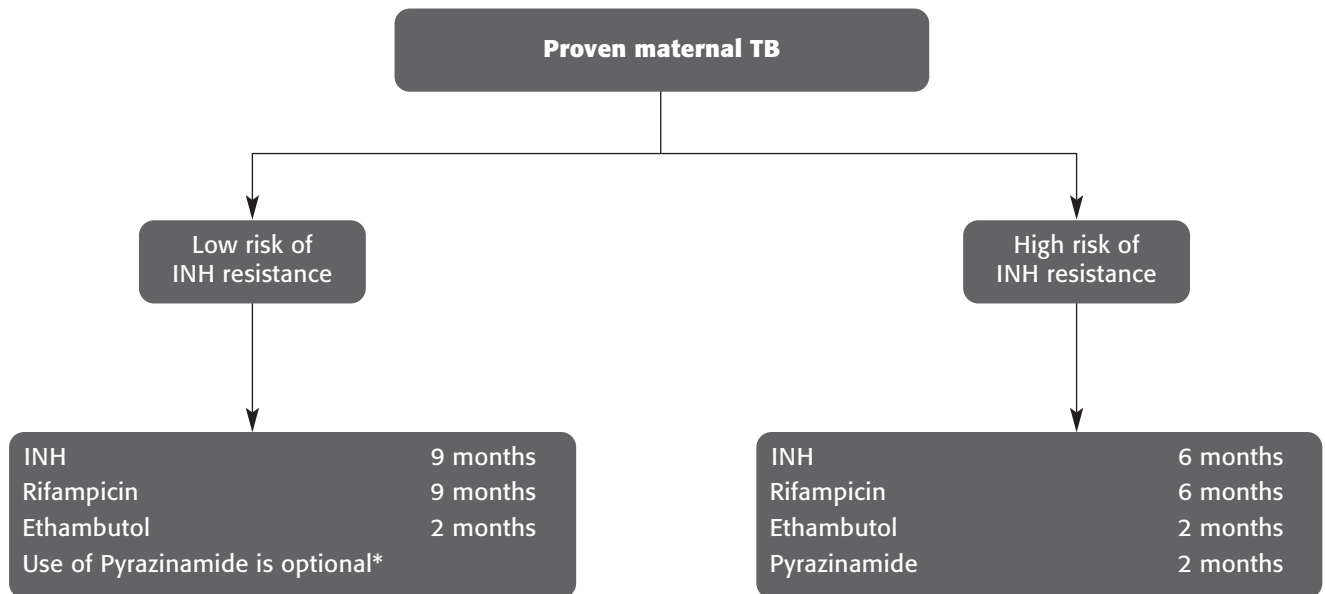 Proven maternal TB
Low risk of
INH resistance
High risk of
INH resistance
INH 9 months
Rifampicin 9 months
Ethambutol 2 months
Use of Pyrazinamide is optional*
INH 6 months
Rifampicin 6 months
Ethambutol 2 months
Pyrazinamide 2 months